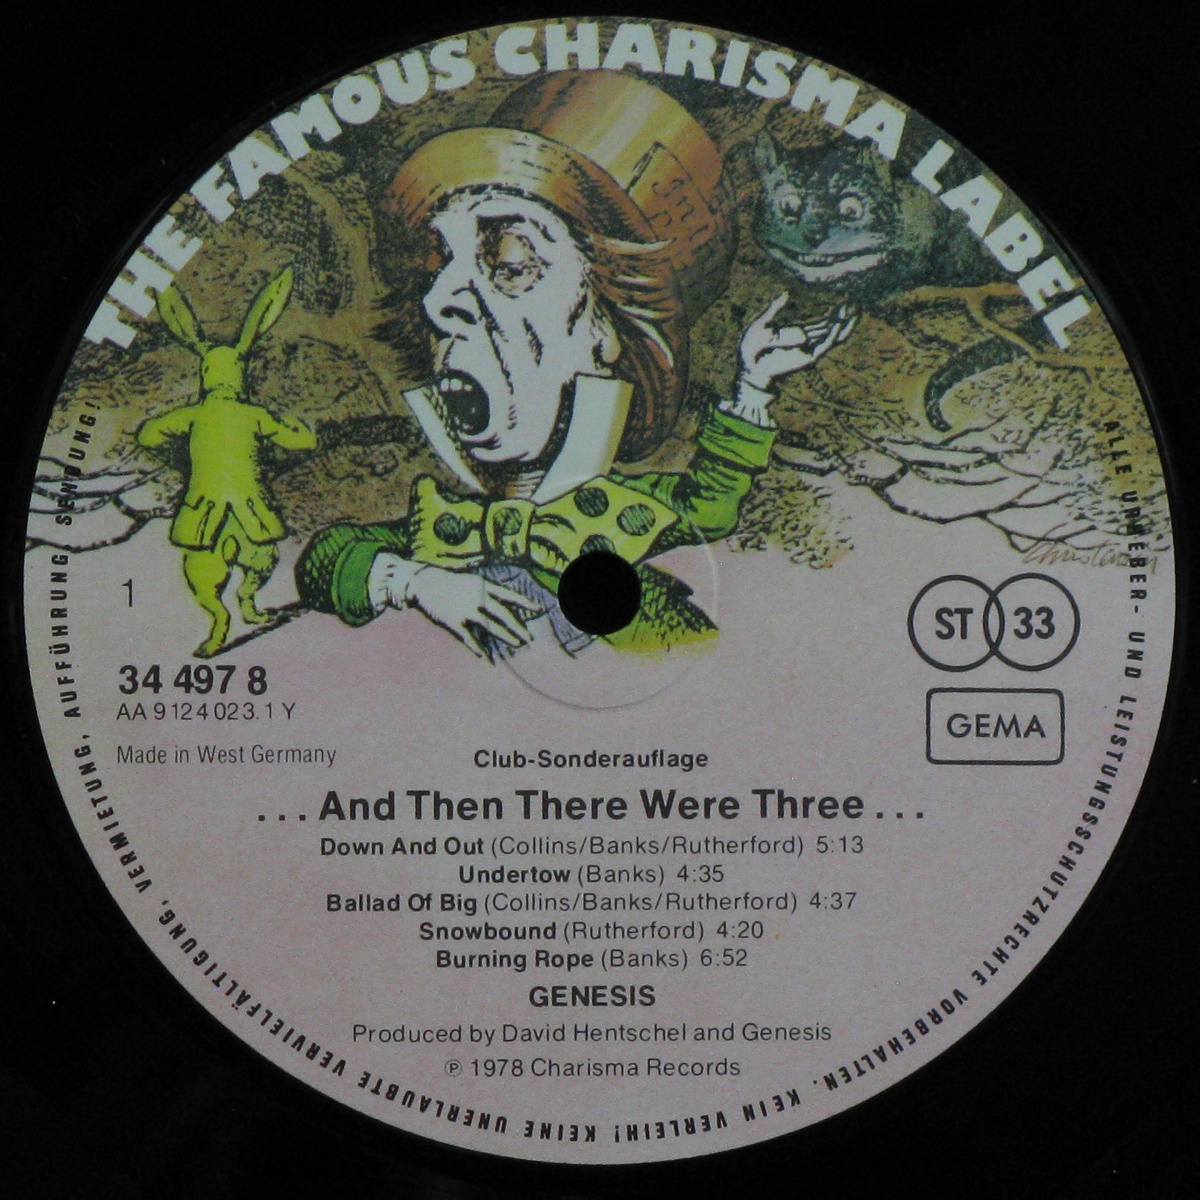 THE FAMOUS CHARISMA LABEL
1
34 497 8
AA 9124 023.1 Y
Made in West Germany
ST 33
GEMA
Club-Sonderauflage
...And Then There Were Three...
Down And Out (Collins/Banks/Rutherford) 5:13
Undertow (Banks) 4:35
Ballad Of Big (Collins/Banks/Rutherford) 4:37
Snowbound (Rutherford) 4:20
Burning Rope (Banks) 6:52
GENESIS
Produced by David Hentschel and Genesis
℗ 1978 Charisma Records
ALLE URHEBER- UND LEISTUNGSSCHUTZRECHTE VORBEHALTEN. KEIN VERLEIH! KEINE UNERLAUBTE VERVIELFÄLTIGUNG, VERMIETUNG, AUFFÜHRUNG, SENDUNG!